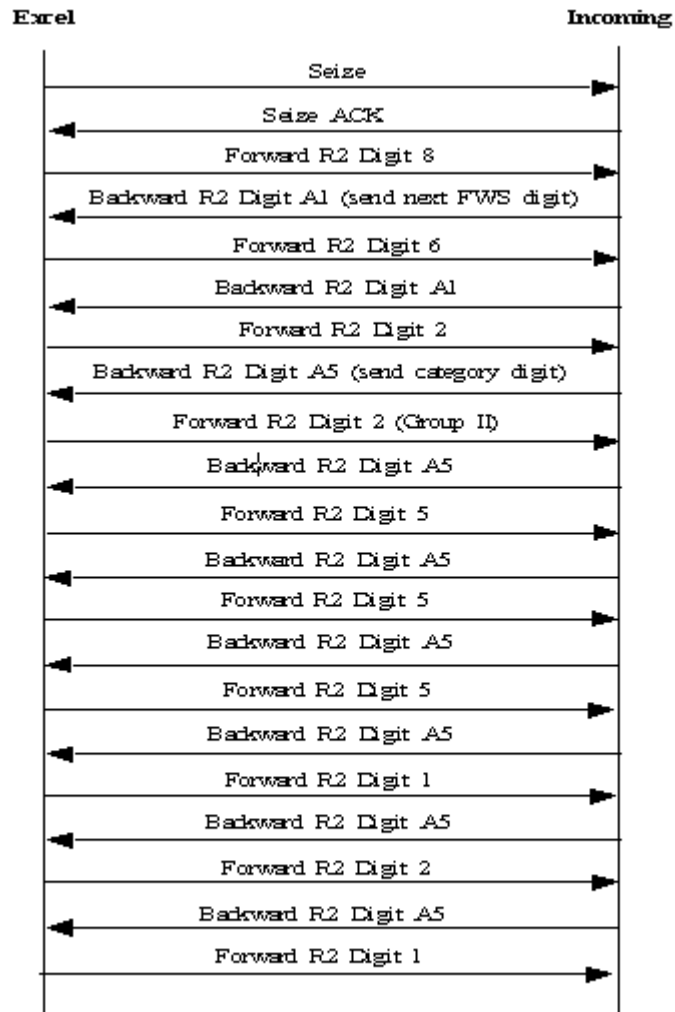 Excel Incoming
Seize
Seize ACK
Forward R2 Digit 8
Backward R2 Digit A1 (send next FWS digit)
Forward R2 Digit 6
Backward R2 Digit A1
Forward R2 Digit 2
Backward R2 Digit A5 (send category digit)
Forward R2 Digit 2 (Group II)
Backward R2 Digit A5
Forward R2 Digit 5
Backward R2 Digit A5
Forward R2 Digit 5
Backward R2 Digit A5
Forward R2 Digit 5
Backward R2 Digit A5
Forward R2 Digit 1
Backward R2 Digit A5
Forward R2 Digit 2
Backward R2 Digit A5
Forward R2 Digit 1